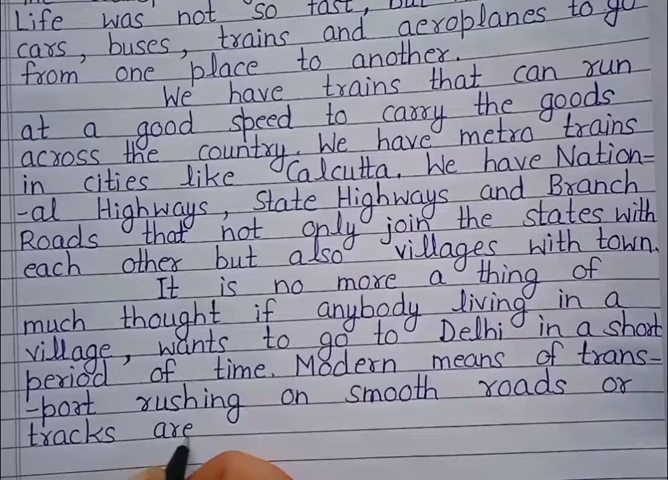 Life was not so fast, but
cars, buses, trains and aeroplanes to go
from one place to another.
We have trains that can run
at a good speed to carry the goods
across the country. We have metro trains
in cities like Calcutta. We have Nation=
-al Highways, State Highways and Branch
Roads that not only join the states with
each other but also villages with town.
It is no more a thing of
much thought if anybody living in a
village, wants to go to Delhi in a short
period of time. Modern means of trans-
-port rushing on smooth roads or
tracks are